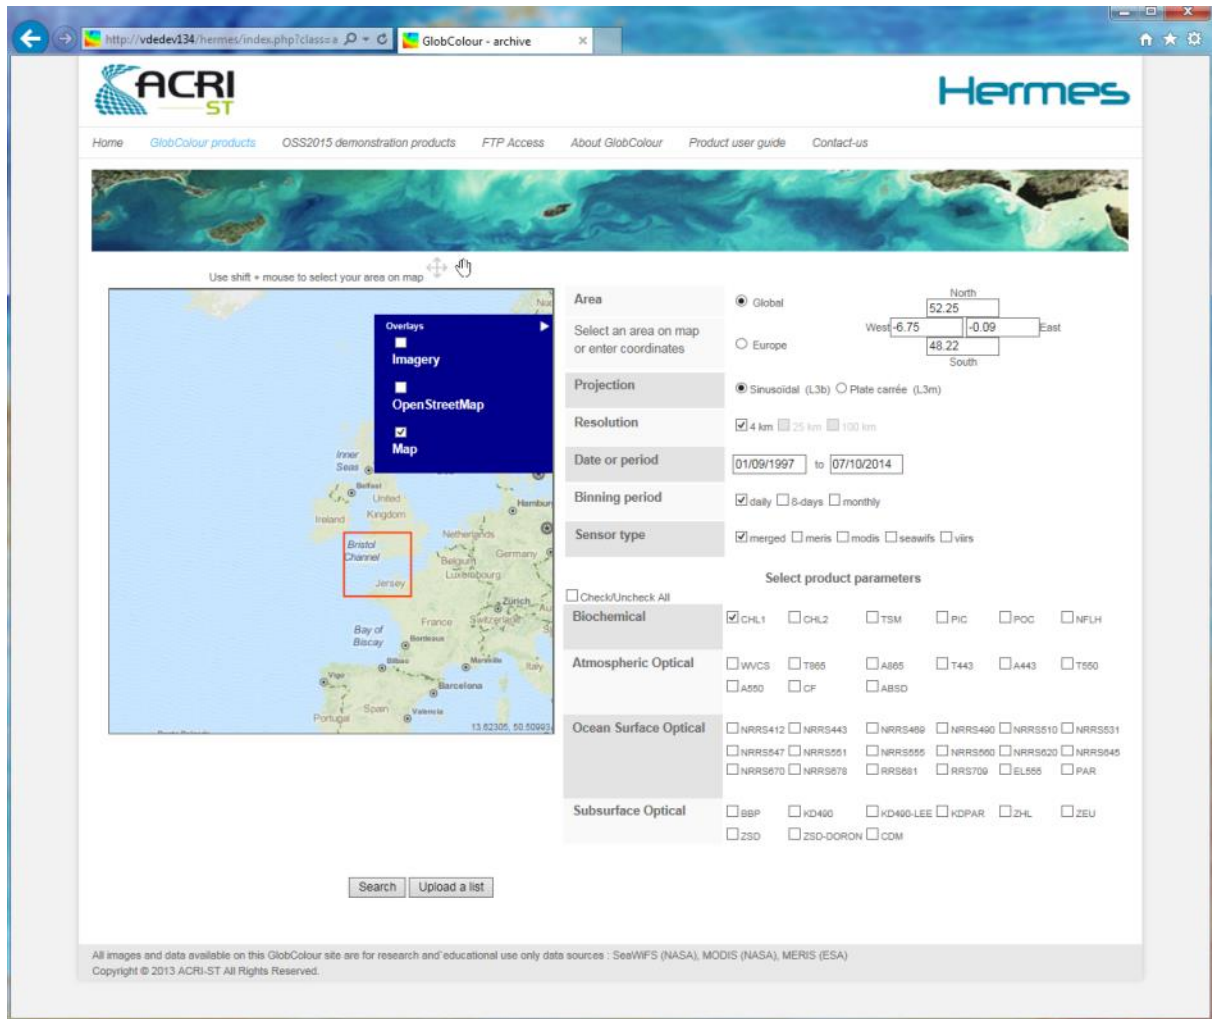 http://vdedev134/hermes/index.php?class=a
GlobColour - archive
ACRI
ST
Hermes
Home GlobColour products OSS2015 demonstration products FTP Access About GlobColour Product user guide Contact-us
Use shift + mouse to select your area on map
Overlays
Imagery
OpenStreetMap
Map
Inner
Seas
Belfast
United
Kingdom
Ireland
Hamburg
Bristol
Channel
Netherlands
Germany
Belgium
Luxembourg
Jersey
Zürich
France
Switzerland
Bay of
Biscay
Bordeaux
Bilbao
Marseille
Italy
Vigo
Barcelona
Portugal
Spain
Valencia
13.62305, 50.50993
Area
Global
North
52.25
Select an area on map
or enter coordinates
West -6.75 -0.09 East
Europe
48.22
South
Projection
Sinusoïdal (L3b) Plate carrée (L3m)
Resolution
4 km 25 km 100 km
Date or period
01/09/1997 to 07/10/2014
Binning period
daily 8-days monthly
Sensor type
merged meris modis seawifs viirs
Select product parameters
Check/Uncheck All
Biochemical
CHL1 CHL2 TSM PIC POC NFLH
Atmospheric Optical
WVCS T865 A865 T443 A443 T550
A550 CF ABSD
Ocean Surface Optical
NRRS412 NRRS443 NRRS469 NRRS490 NRRS510 NRRS531
NRRS547 NRRS551 NRRS555 NRRS560 NRRS620 NRRS645
NRRS670 NRRS678 RRS681 RRS709 EL555 PAR
Subsurface Optical
BBP KD490 KD490-LEE KDPAR ZHL ZEU
ZSD ZSD-DORON CDM
Search Upload a list
All images and data available on this GlobColour site are for research and educational use only data sources : SeaWiFS (NASA), MODIS (NASA), MERIS (ESA)
Copyright © 2013 ACRI-ST All Rights Reserved.